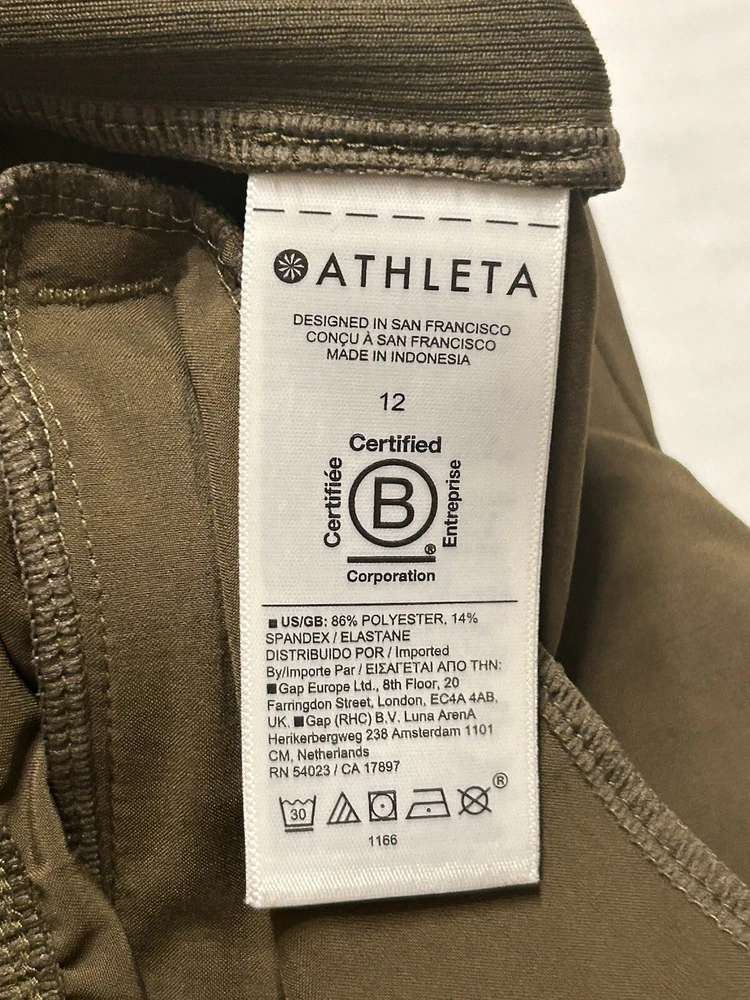 ATHLETA
DESIGNED IN SAN FRANCISCO
CONÇU À SAN FRANCISCO
MADE IN INDONESIA
12
Certified
Certifiée
B
Entreprise
®
Corporation
■ US/GB: 86% POLYESTER, 14%
SPANDEX / ELASTANE
DISTRIBUIDO POR / Imported
By/Importe Par / ΕΙΣΑΓΕΤΑΙ ΑΠΟ ΤΗΝ:
■Gap Europe Ltd., 8th Floor, 20
Farringdon Street, London, EC4A 4AB,
UK. ■Gap (RHC) B.V. Luna ArenA
Herikerbergweg 238 Amsterdam 1101
CM, Netherlands
RN 54023 / CA 17897
30
®
1166